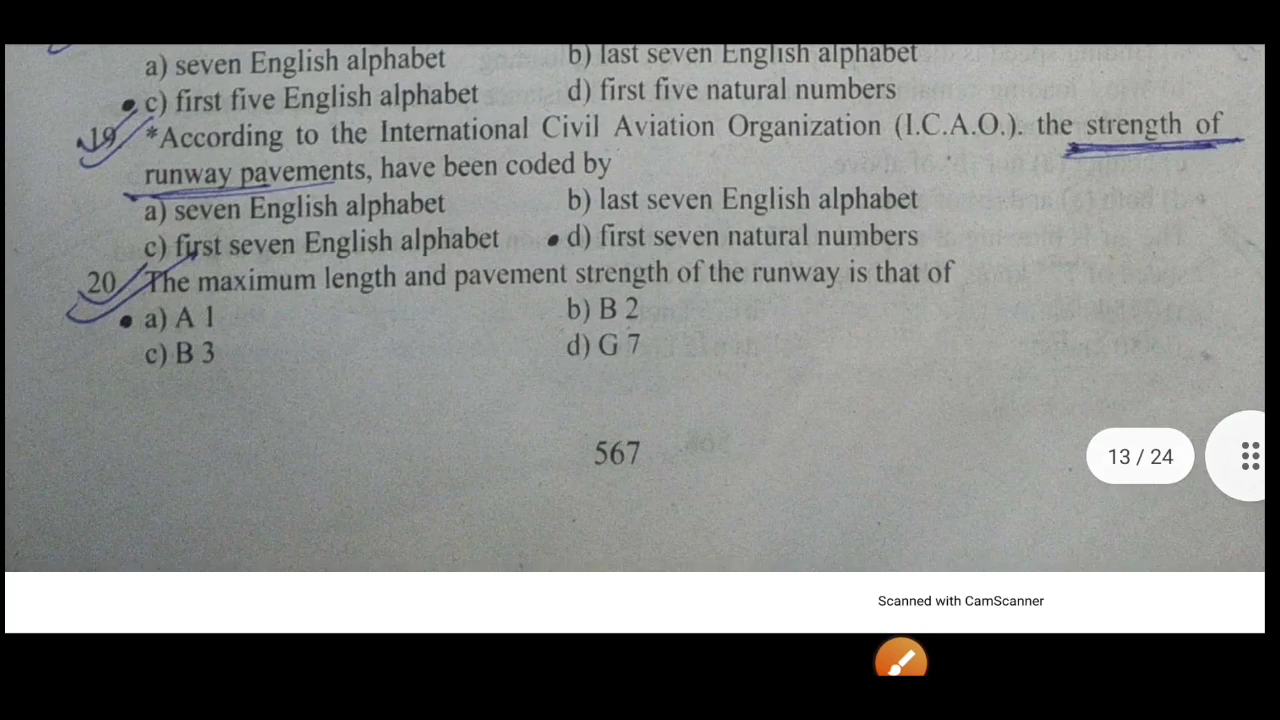 a) seven English alphabet b) last seven English alphabet
c) first five English alphabet d) first five natural numbers
19 *According to the International Civil Aviation Organization (I.C.A.O.). the strength of
runway pavements, have been coded by
a) seven English alphabet b) last seven English alphabet
c) first seven English alphabet d) first seven natural numbers
20 The maximum length and pavement strength of the runway is that of
a) A 1 b) B 2
c) B 3 d) G 7
567
13 / 24
Scanned with CamScanner